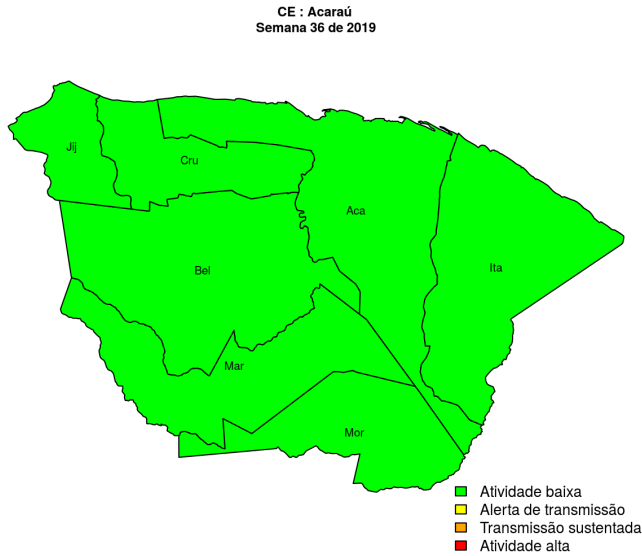 CE : Acaraú
Semana 36 de 2019
Jij
Cru
Aca
Bel
Ita
Mar
Mor
Atividade baixa
Alerta de transmissão
Transmissão sustentada
Atividade alta